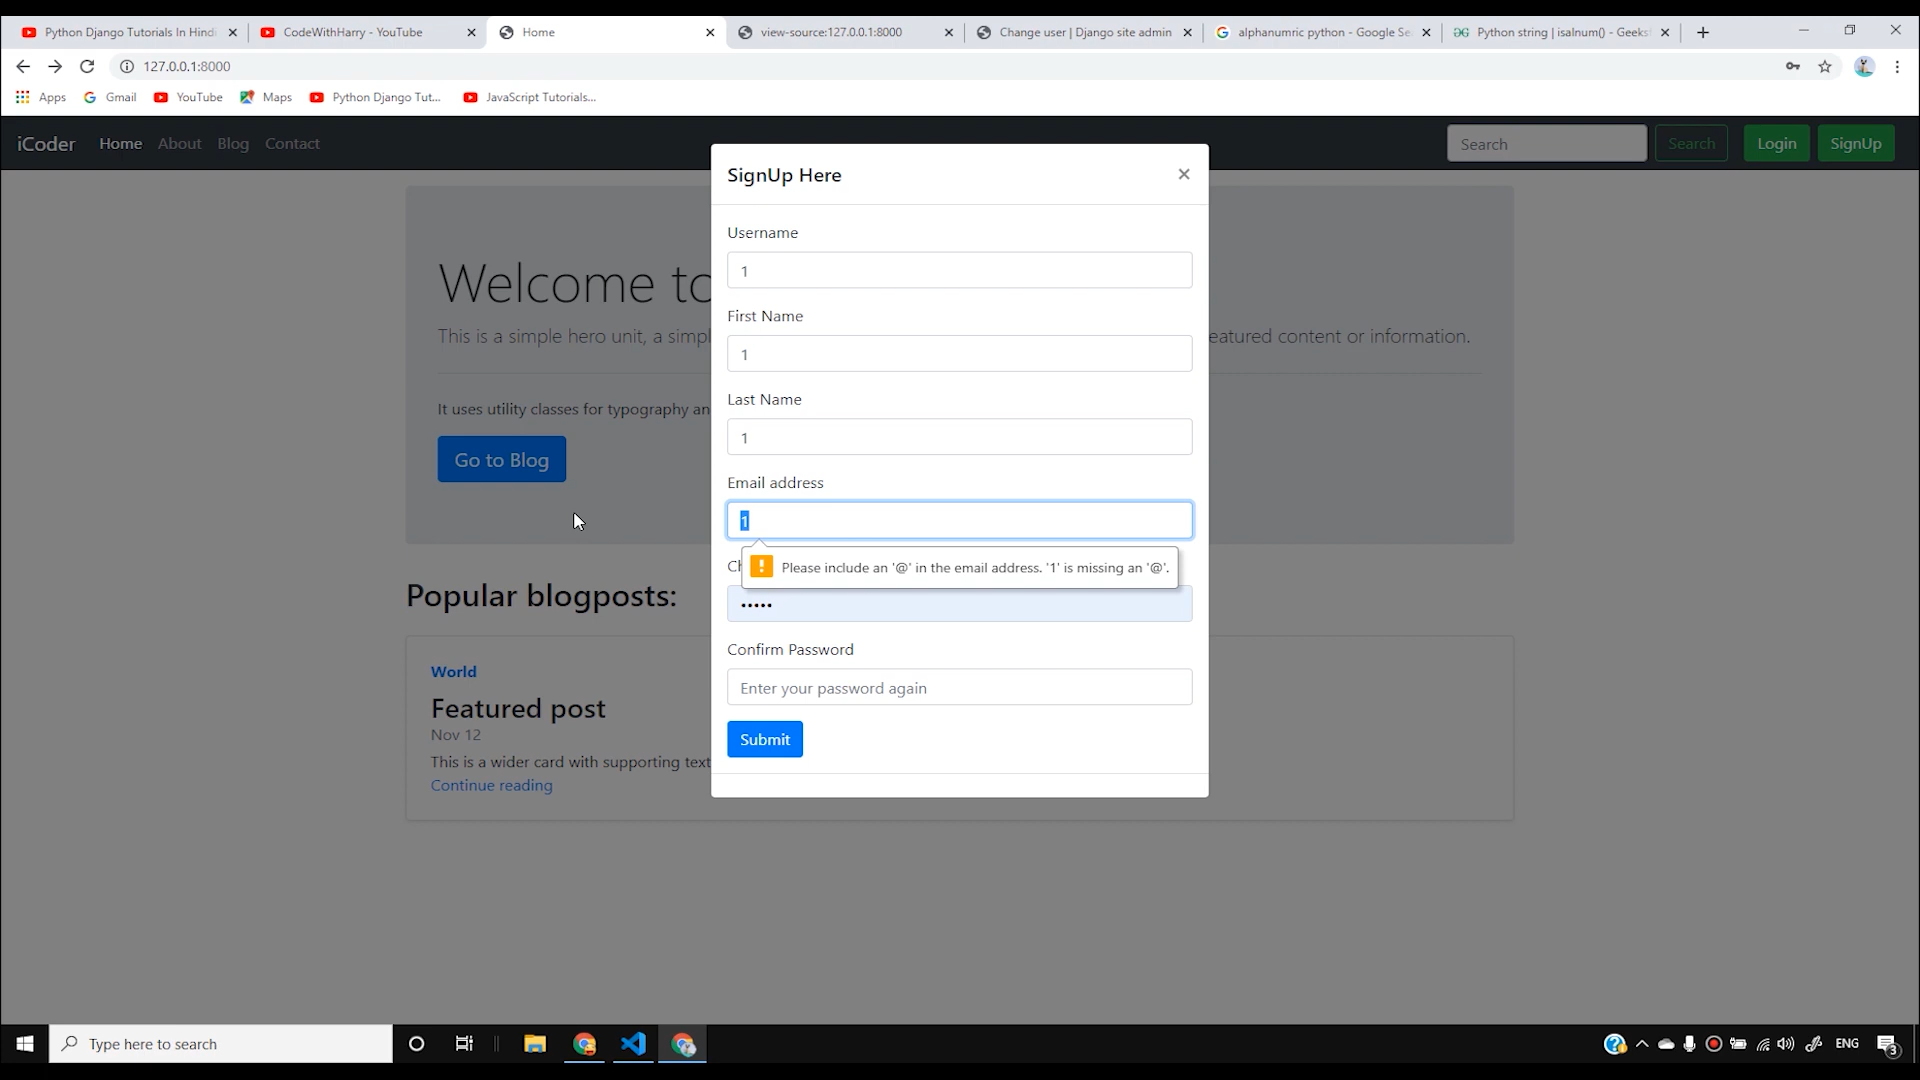 Python Django Tutorials In Hindi
CodeWithHarry - YouTube
Home
view-source:127.0.0.1:8000
Change user | Django site admin
alphanumric python - Google Se
Python string | isalnum() - Geeks
127.0.0.1:8000
Apps
Gmail
YouTube
Maps
Python Django Tut...
JavaScript Tutorials...
iCoder
Home
About
Blog
Contact
Search
Search
Login
SignUp
SignUp Here
Username
1
First Name
1
Last Name
1
Email address
1
Please include an '@' in the email address. '1' is missing an '@'.
Ch
•••••
Confirm Password
Enter your password again
Submit
Welcome to
This is a simple hero unit, a simpl
eatured content or information.
It uses utility classes for typography an
Go to Blog
Popular blogposts:
World
Featured post
Nov 12
This is a wider card with supporting text
Continue reading
Type here to search
ENG
3